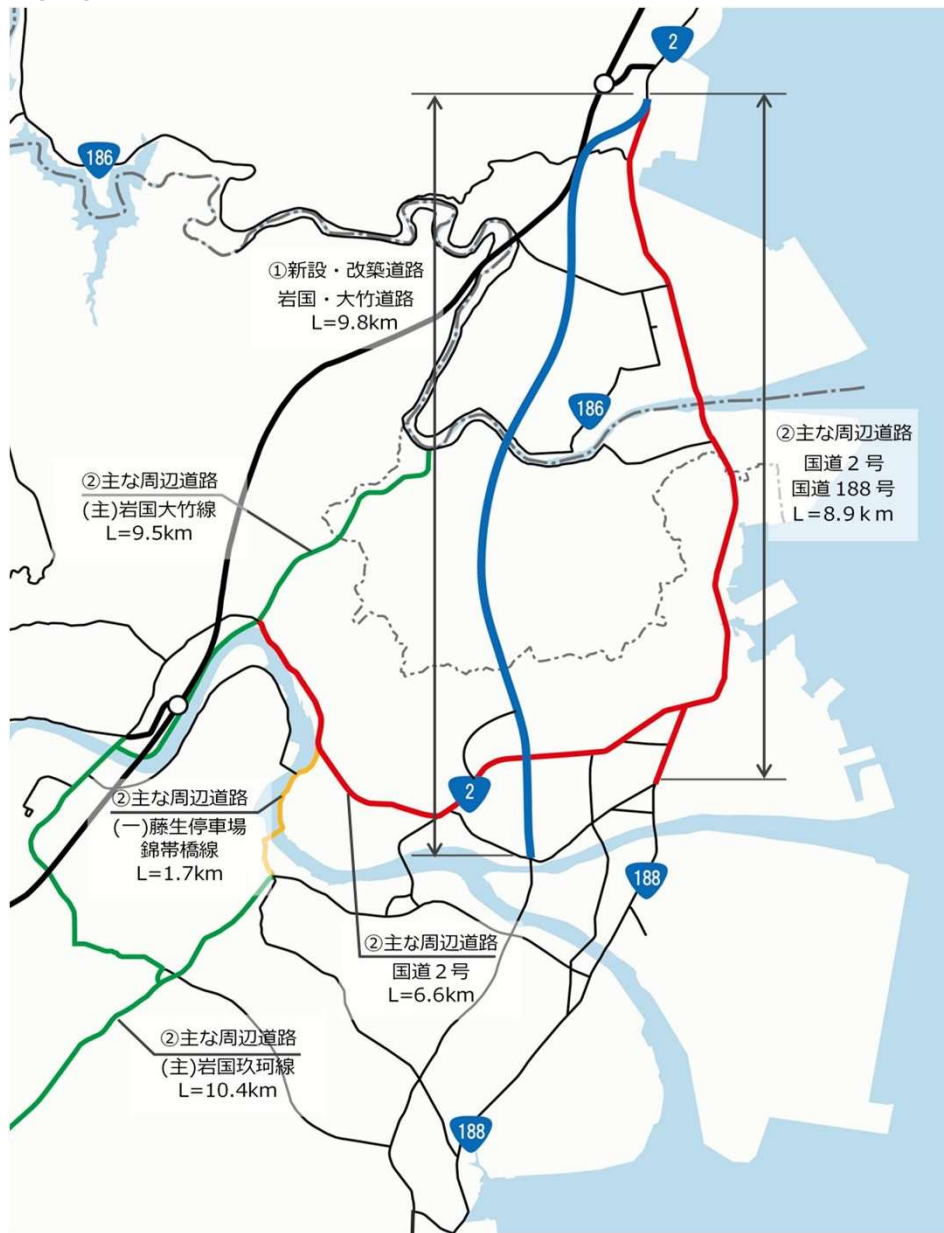 2
186
①新設・改築道路
岩国・大竹道路
L=9.8km
186
②主な周辺道路
国道2号
国道188号
L=8.9km
②主な周辺道路
(主)岩国大竹線
L=9.5km
②主な周辺道路
(一)藤生停車場
錦帯橋線
L=1.7km
2
188
②主な周辺道路
国道2号
L=6.6km
②主な周辺道路
(主)岩国玖珂線
L=10.4km
188